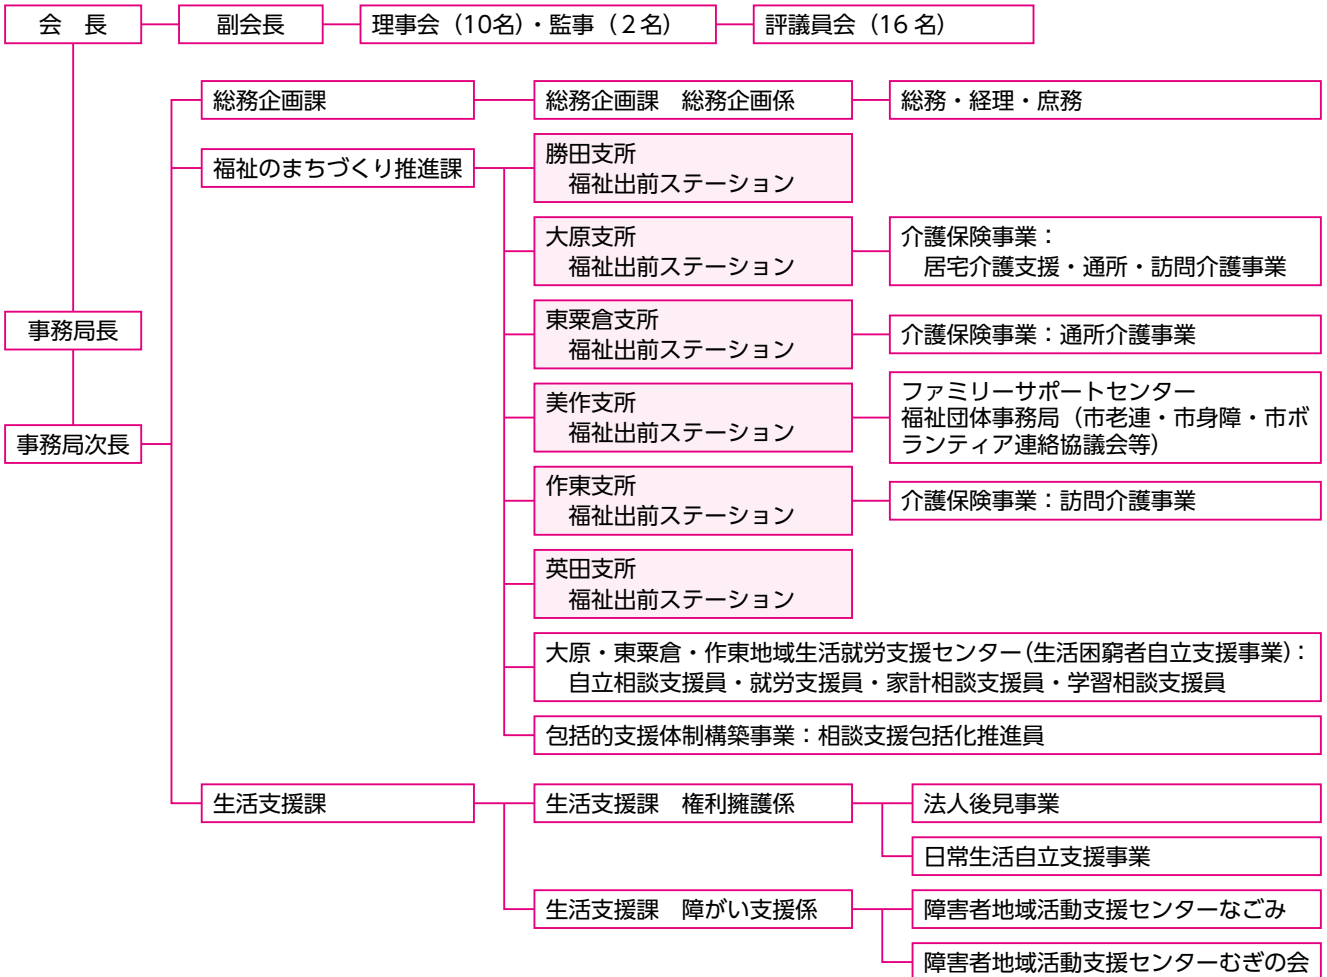 会　長
副会長
理事会（10名）・監事（２名）
評議員会（16 名）
総務企画課
総務企画課　総務企画係
総務・経理・庶務
福祉のまちづくり推進課
勝田支所
福祉出前ステーション
大原支所
福祉出前ステーション
介護保険事業：
居宅介護支援・通所・訪問介護事業
事務局長
東粟倉支所
福祉出前ステーション
介護保険事業：通所介護事業
事務局次長
美作支所
福祉出前ステーション
ファミリーサポートセンター
福祉団体事務局（市老連・市身障・市ボ
ランティア連絡協議会等）
作東支所
福祉出前ステーション
介護保険事業：訪問介護事業
英田支所
福祉出前ステーション
大原・東粟倉・作東地域生活就労支援センター（生活困窮者自立支援事業）：
自立相談支援員・就労支援員・家計相談支援員・学習相談支援員
包括的支援体制構築事業：相談支援包括化推進員
生活支援課
生活支援課　権利擁護係
法人後見事業
日常生活自立支援事業
生活支援課　障がい支援係
障害者地域活動支援センターなごみ
障害者地域活動支援センターむぎの会